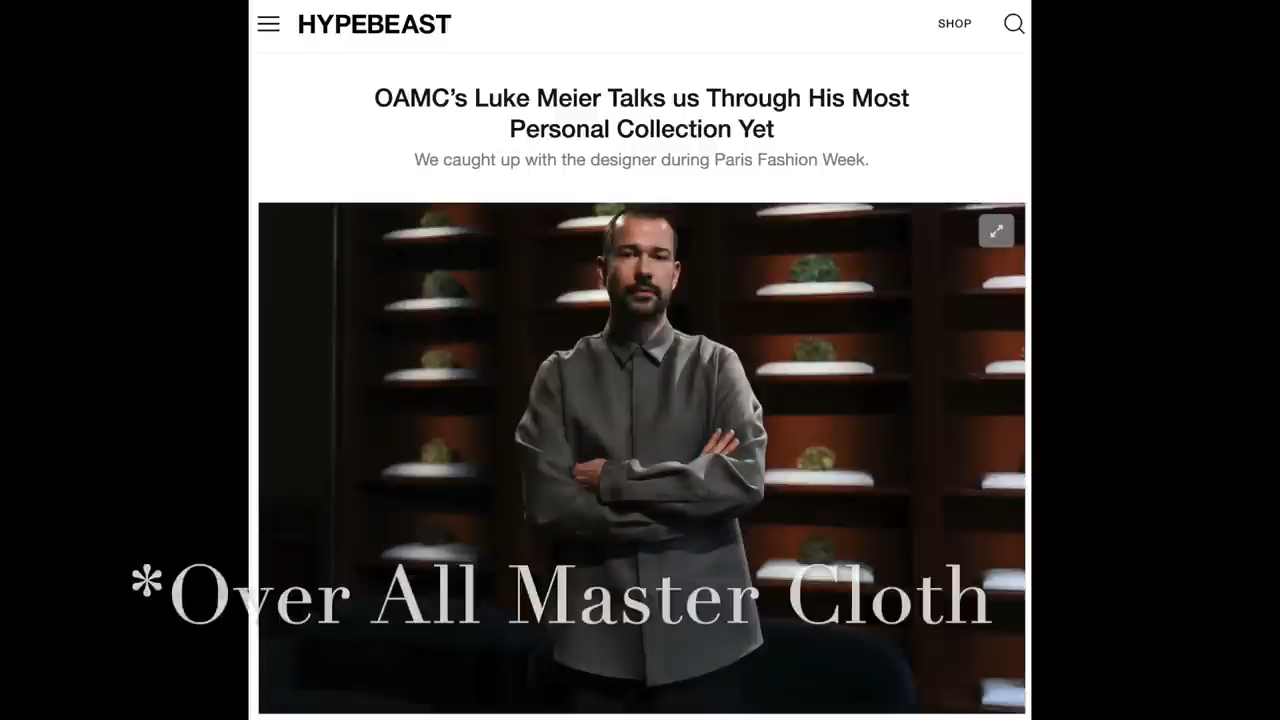 HYPEBEAST
SHOP
OAMC’s Luke Meier Talks us Through His Most
Personal Collection Yet
We caught up with the designer during Paris Fashion Week.
*Over All Master Cloth